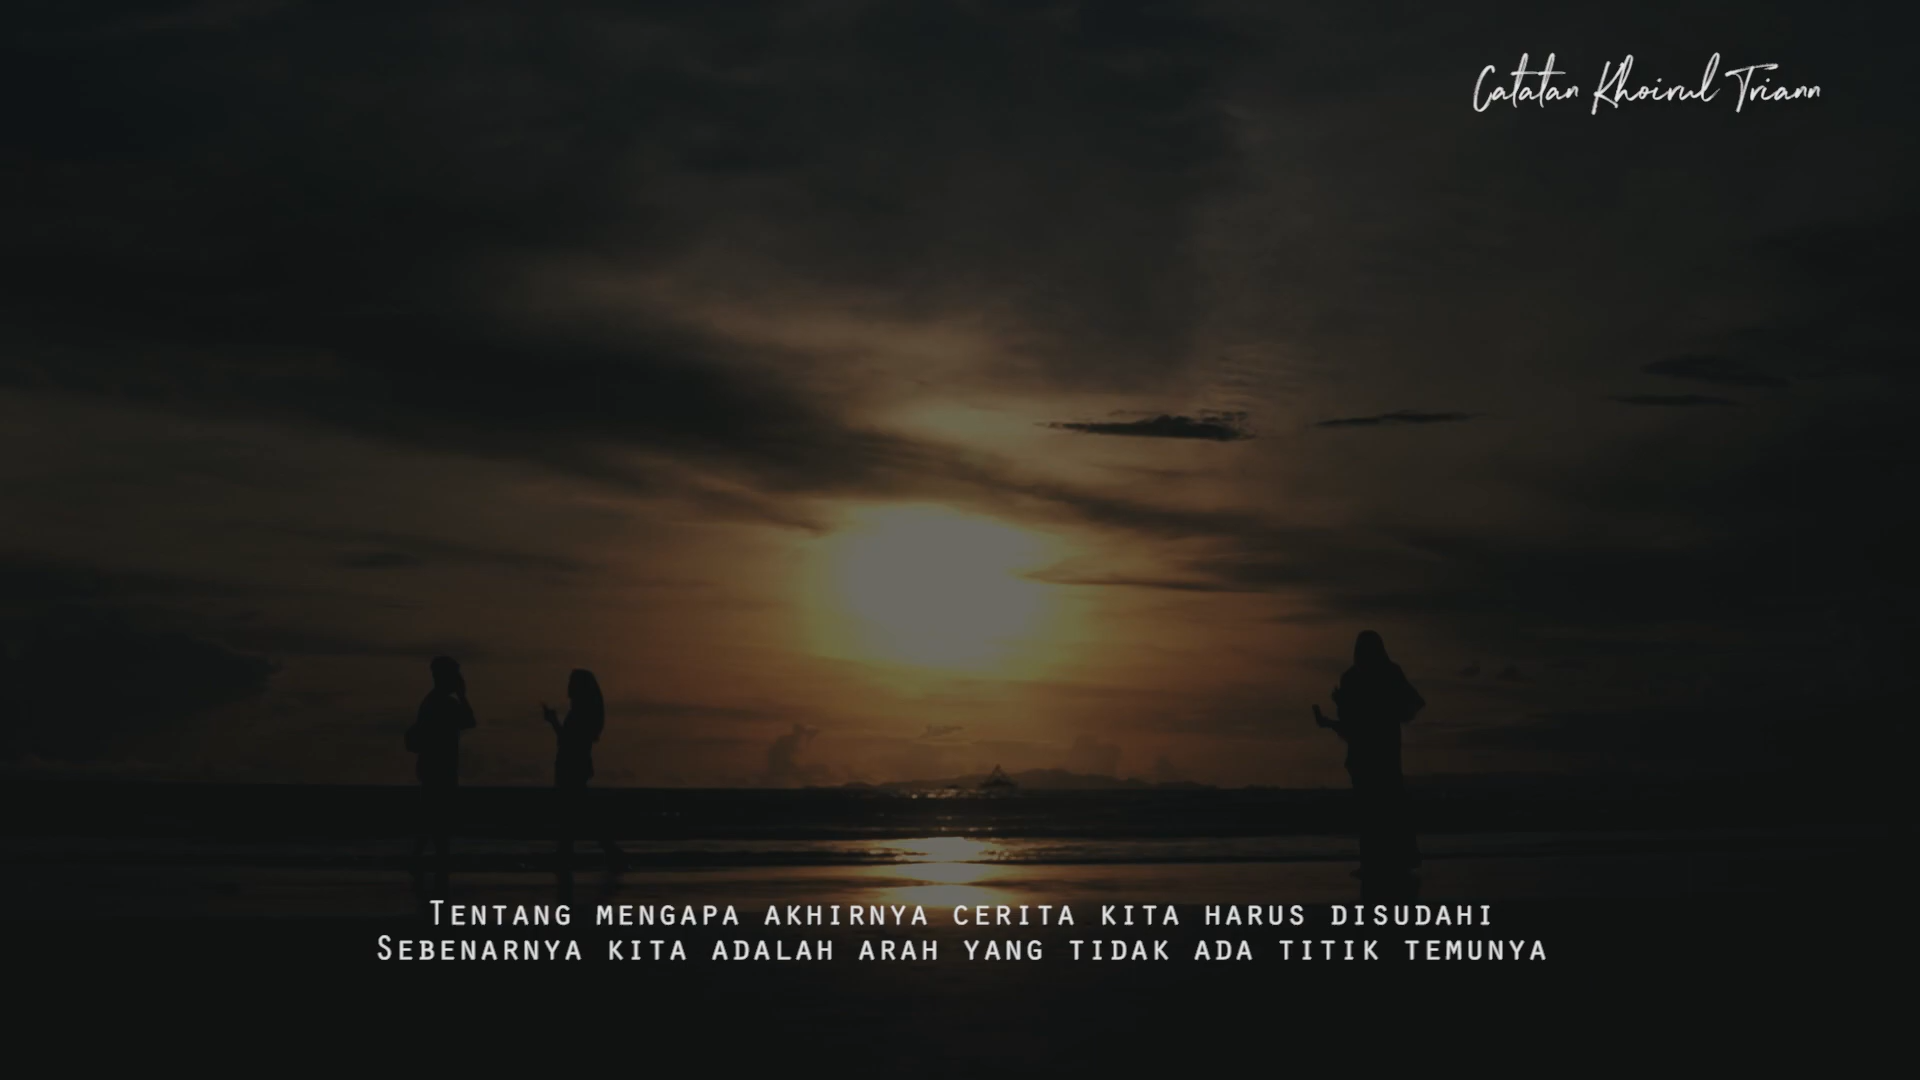 Catatan Khoirul Triann
Tentang mengapa akhirnya cerita kita harus disudahi
Sebenarnya kita adalah arah yang tidak ada titik temunya